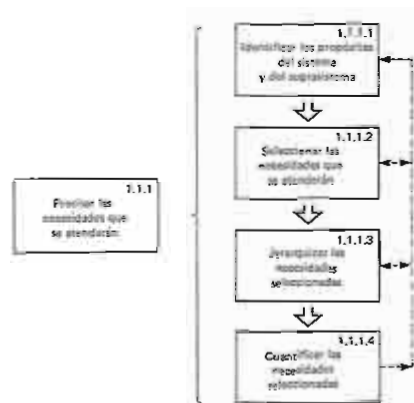 1.1.1.1
Identificar los propósitos
del sistema
y del suprasistema
1.1.1.2
Seleccionar las
necesidades que
se atenderán
1.1.1
Precisar las
necesidades que
se atenderán
1.1.1.3
Jerarquizar las
necesidades
seleccionadas
1.1.1.4
Cuantificar las
necesidades
seleccionadas